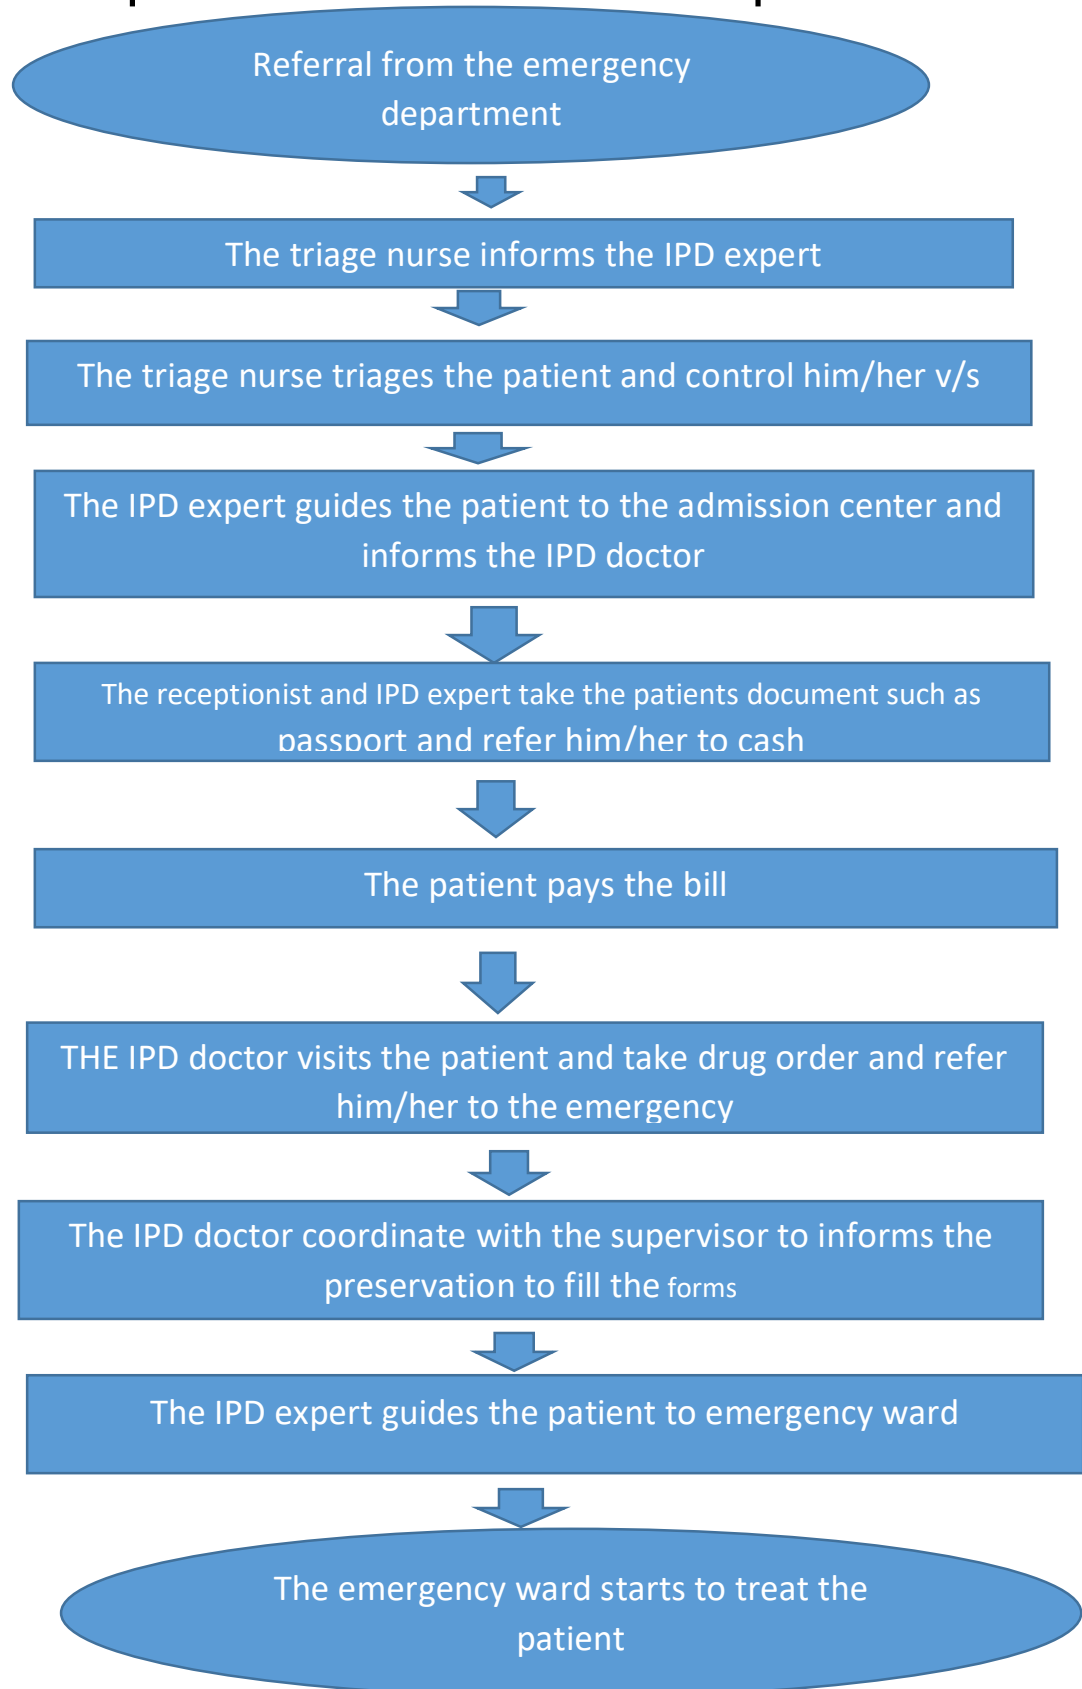 Referral from the emergency
department
The triage nurse informs the IPD expert
The triage nurse triages the patient and control him/her v/s
The IPD expert guides the patient to the admission center and
informs the IPD doctor
The receptionist and IPD expert take the patients document such as
passport and refer him/her to cash
The patient pays the bill
THE IPD doctor visits the patient and take drug order and refer
him/her to the emergency
The IPD doctor coordinate with the supervisor to informs the
preservation to fill the forms
The IPD expert guides the patient to emergency ward
The emergency ward starts to treat the
patient